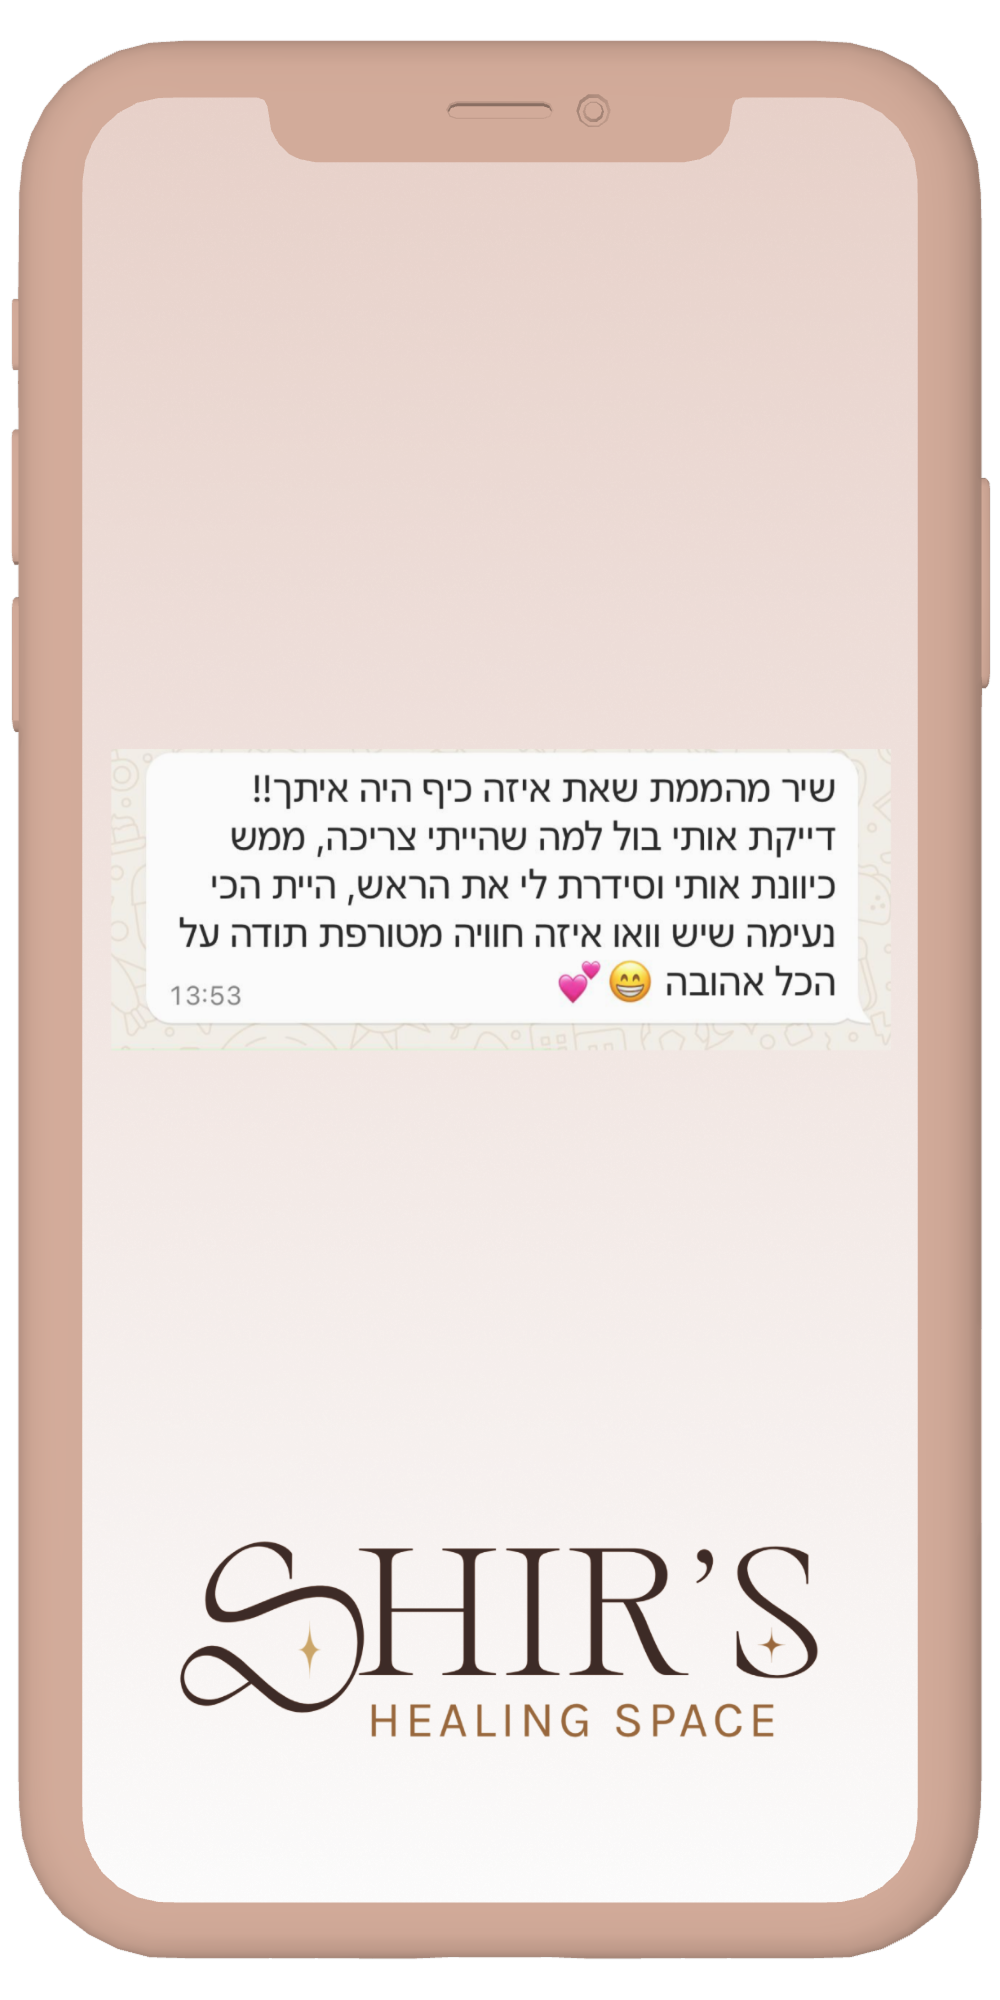 שיר מהממת שאת איזה כיף היה איתך!!
דייקת אותי בול למה שהייתי צריכה, ממש
כיוונת אותי וסידרת לי את הראש, היית הכי
נעימה שיש וואו איזה חוויה מטורפת תודה על
הכל אהובה 😁💕
13:53
SHIR'S
HEALING SPACE